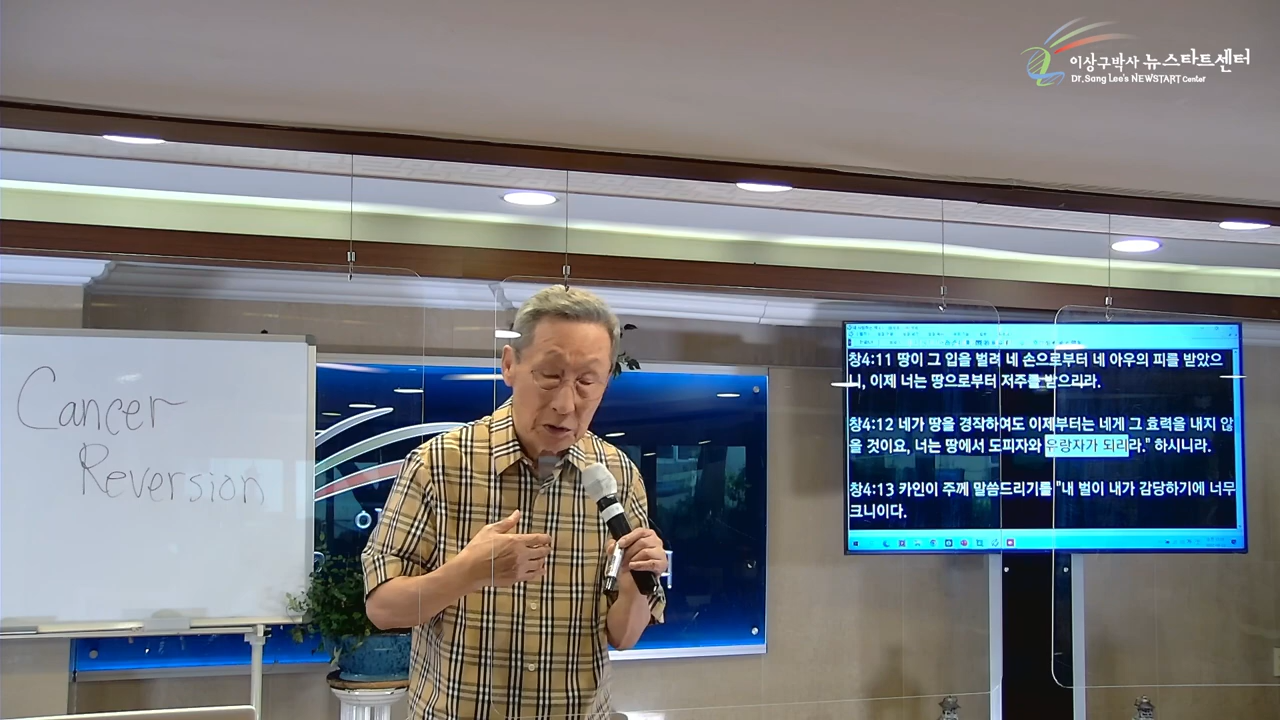 이상구박사 뉴스타트센터
Dr. Sang Lee's NEWSTART Center
Cancer
Reversion
창4:11 땅이 그 입을 벌려 네 손으로부터 네 아우의 피를 받았으
니, 이제 너는 땅으로부터 저주를 받으리라.
창4:12 네가 땅을 경작하여도 이제부터는 네게 그 효력을 내지 않
을 것이요, 너는 땅에서 도피자와 유랑자가 되리라." 하시니라.
창4:13 카인이 주께 말씀드리기를 "내 벌이 내가 감당하기에 너무
크니이다.